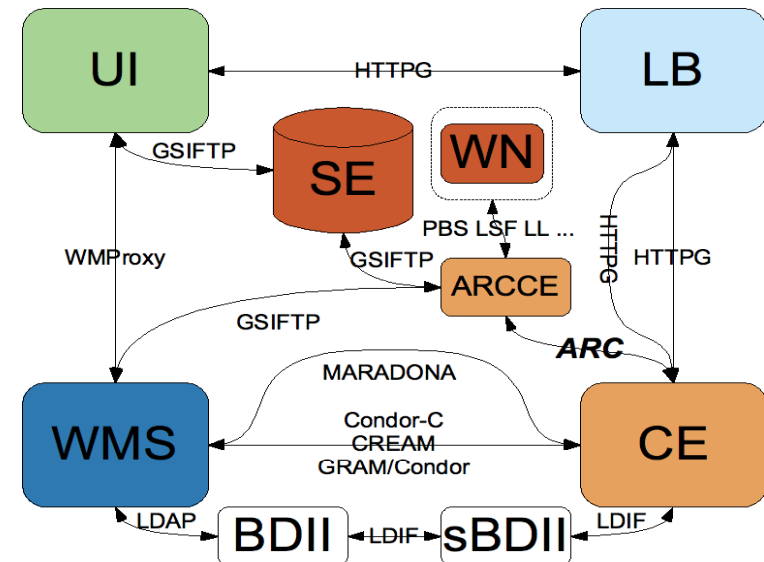 UI
HTTPG
LB
GSIFTP
SE
WN
PBS LSF LL ...
HTTPG
HTTPG
WMProxy
GSIFTP
ARCCE
GSIFTP
ARC
MARADONA
WMS
Condor-C
CREAM
GRAM/Condor
CE
LDAP
BDII
LDIF
sBDII
LDIF